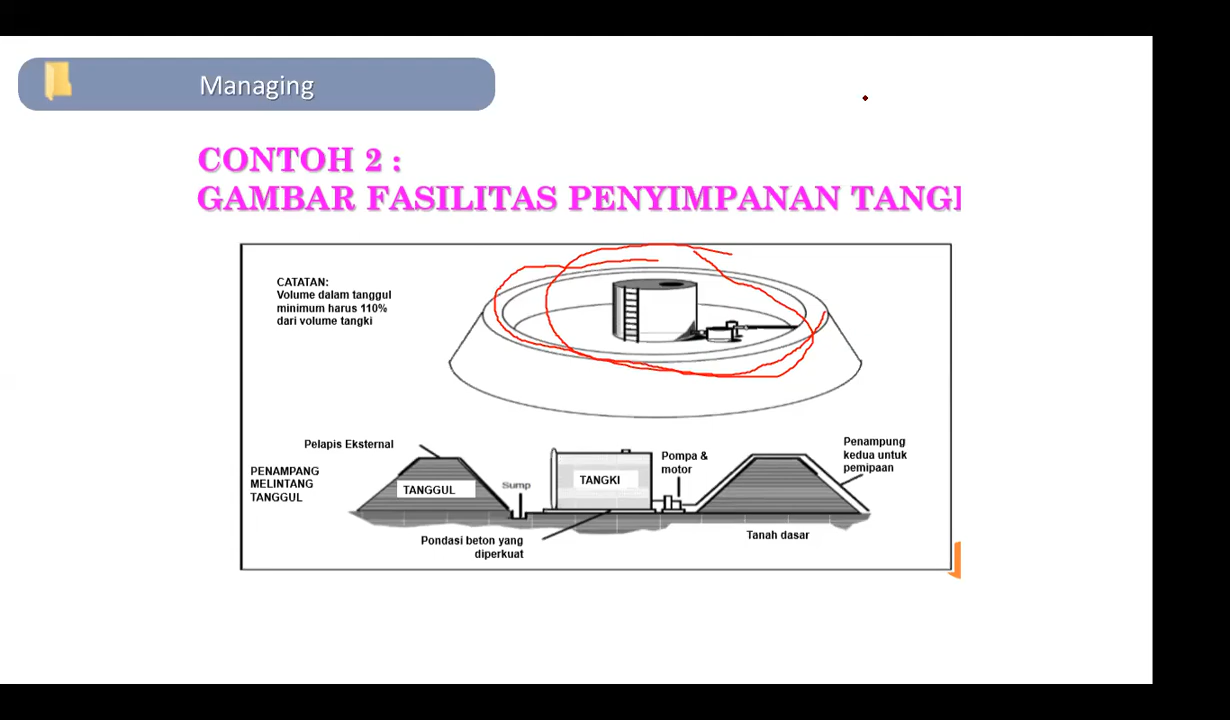 Managing
CONTOH 2 :
GAMBAR FASILITAS PENYIMPANAN
CATATAN:
Volume dalam tanggul
minimum harus 110%
dari volume tangki
Pelapis Eksternal
PENAMPANG
MELINTANG
TANGGUL
TANGGUL
Sump
TANGKI
Pompa &
motor
Penampung
kedua untuk
pemipaan
Pondasi beton yang
diperkuat
Tanah dasar